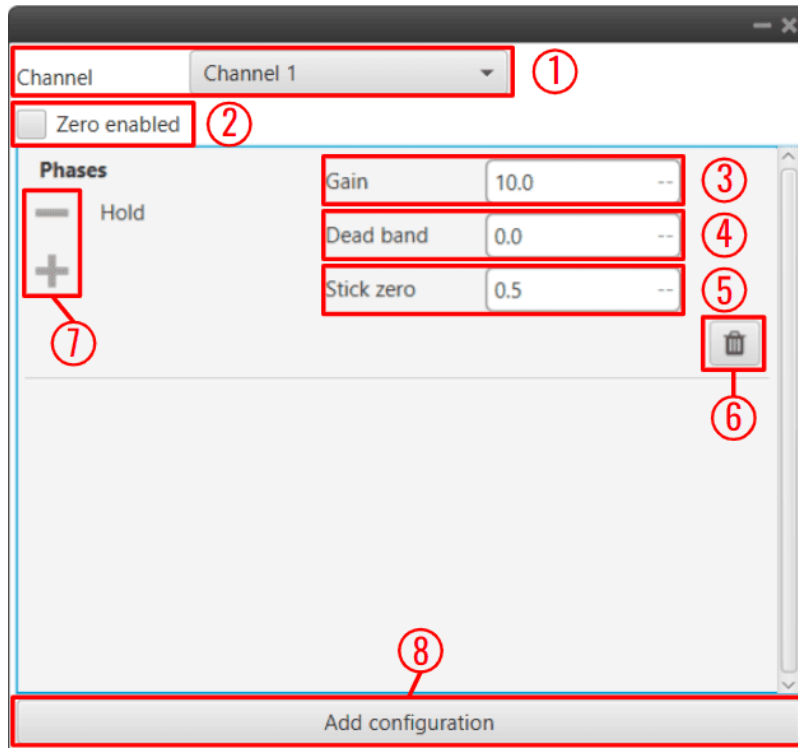 Channel Channel 1 ①
Zero enabled ②
Phases
Gain 10.0 -- ③
Hold
Dead band 0.0 -- ④
Stick zero 0.5 -- ⑤
⑦
⑥
⑧
Add configuration